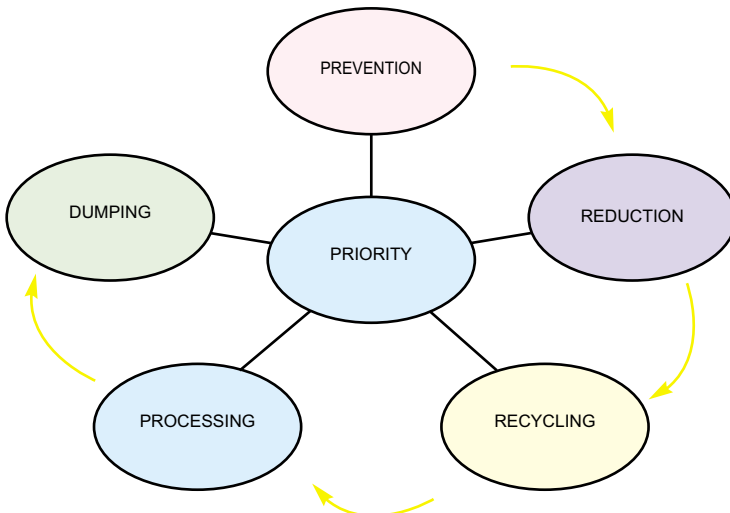 PREVENTION
REDUCTION
RECYCLING
PROCESSING
DUMPING
PRIORITY